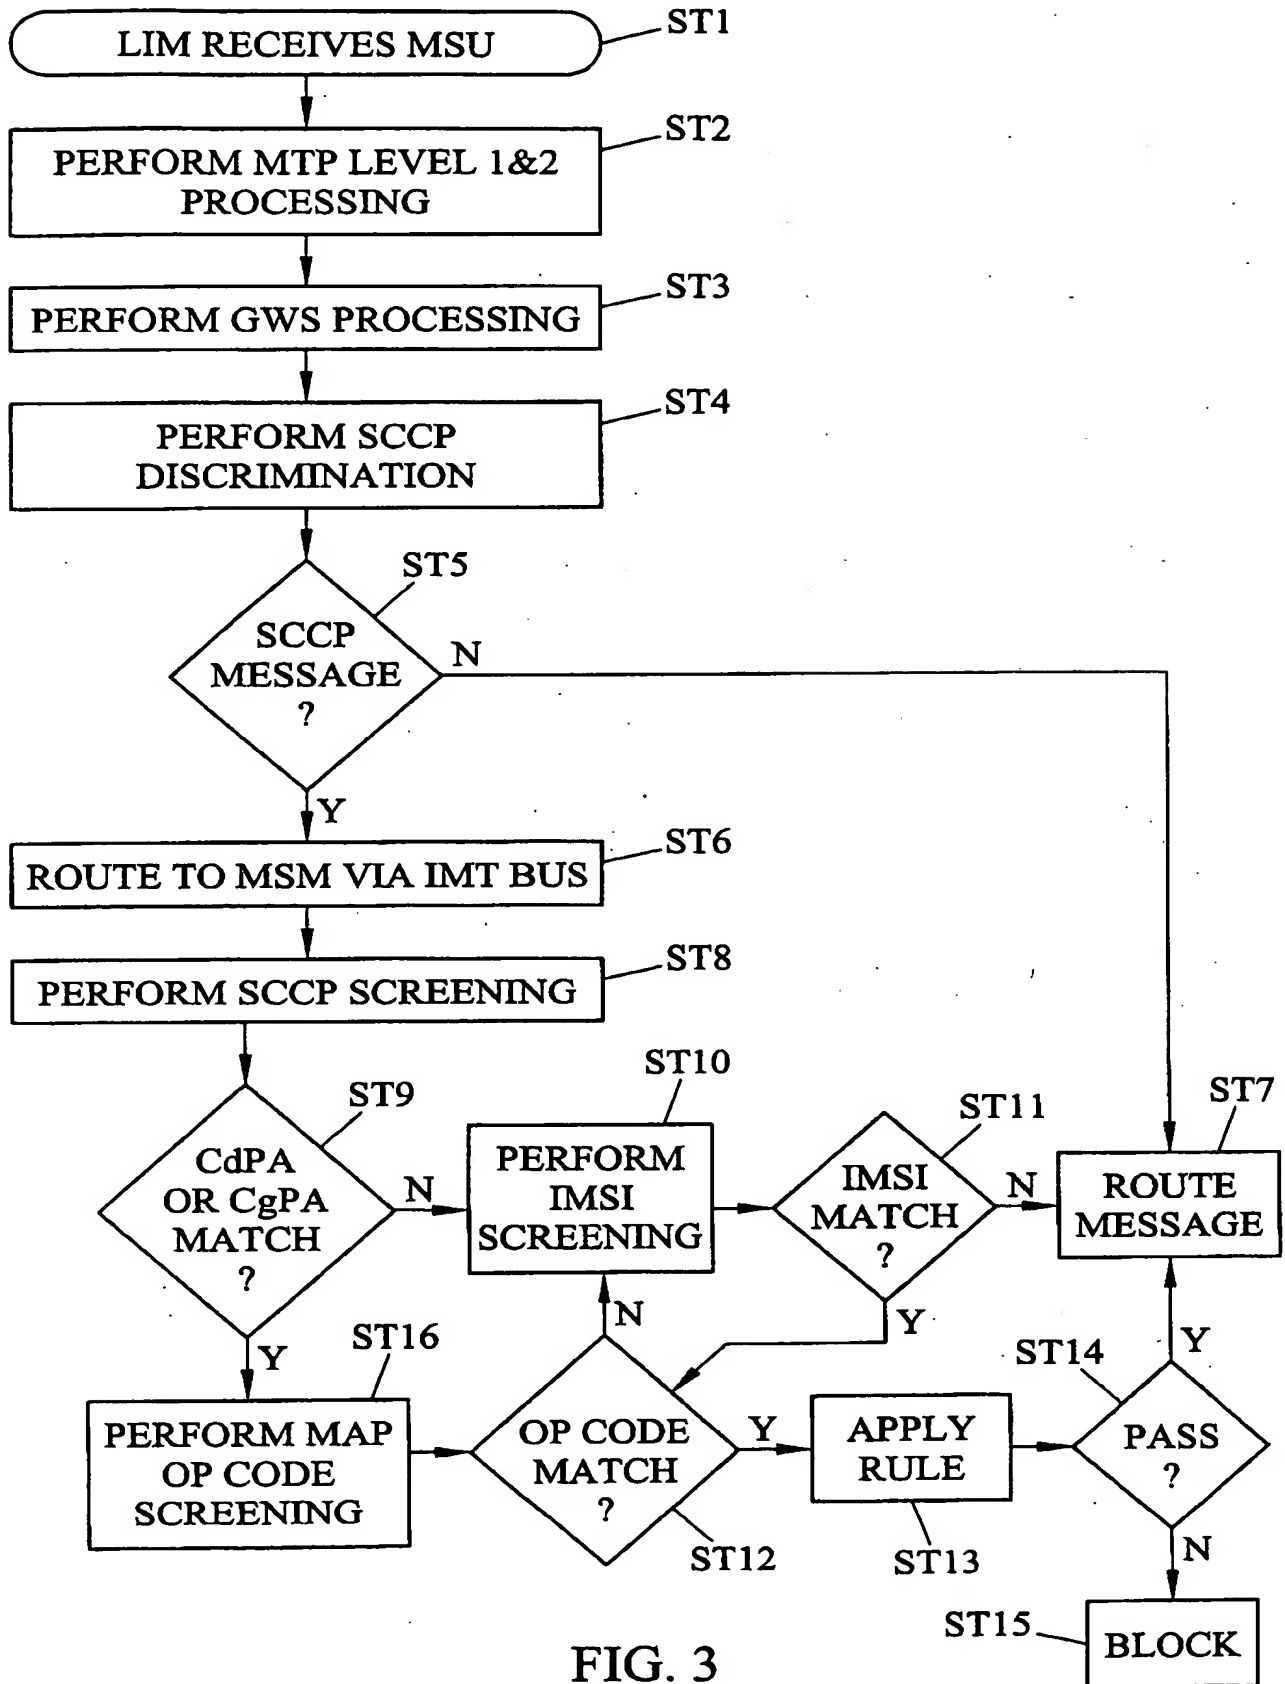 LIM RECEIVES MSU
ST1
PERFORM MTP LEVEL 1&2
PROCESSING
ST2
PERFORM GWS PROCESSING
ST3
PERFORM SCCP
DISCRIMINATION
ST4
SCCP
MESSAGE
?
ST5
N
Y
ROUTE TO MSM VIA IMT BUS
ST6
PERFORM SCCP SCREENING
ST8
CdPA
OR CgPA
MATCH
?
ST9
N
Y
PERFORM
IMSI
SCREENING
ST10
IMSI
MATCH
?
ST11
N
Y
ROUTE
MESSAGE
ST7
PERFORM MAP
OP CODE
SCREENING
ST16
OP CODE
MATCH
?
ST12
N
Y
APPLY
RULE
ST13
PASS
?
ST14
Y
N
BLOCK
ST15
FIG. 3